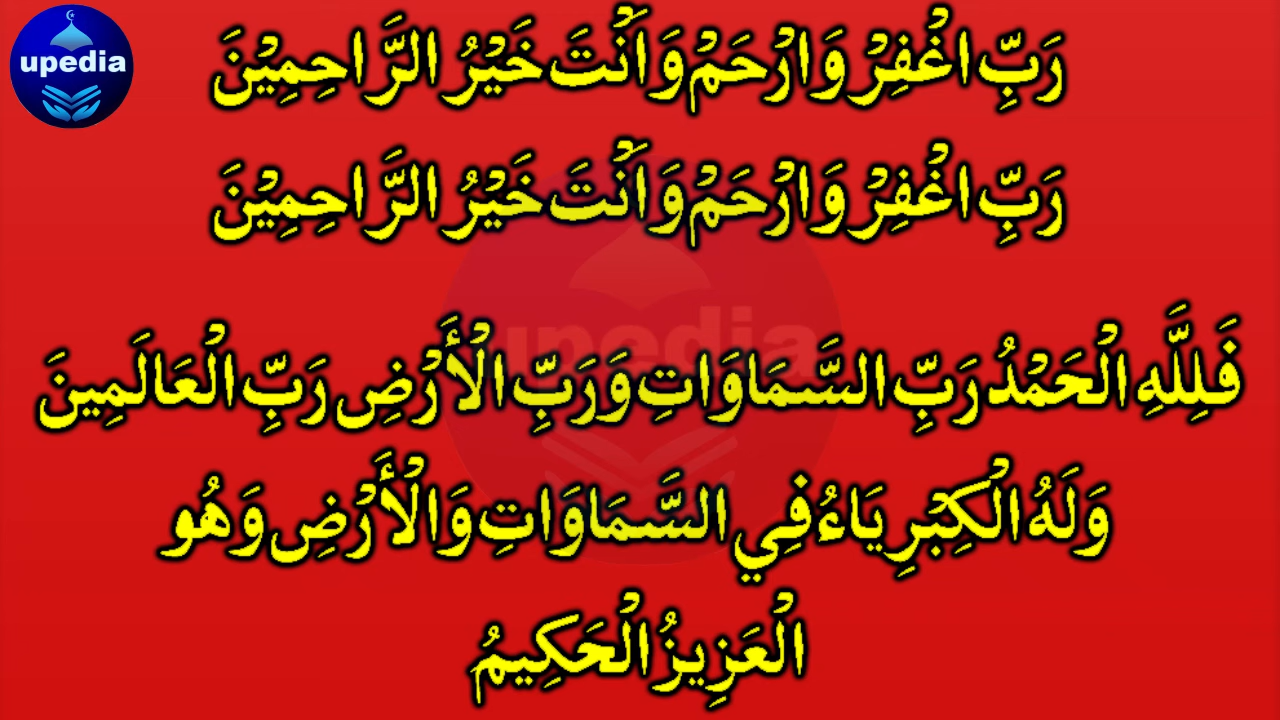 upedia
رَبِّ اغْفِرْ وَارْحَمْ وَاَنْتَ خَيْرُ الرَّاحِمِيْنَ
رَبِّ اغْفِرْ وَارْحَمْ وَاَنْتَ خَيْرُ الرَّاحِمِيْنَ
upedia
فَلِلَّهِ الْحَمْدُ رَبِّ السَّمَاوَاتِ وَرَبِّ الْأَرْضِ رَبِّ الْعَالَمِينَ
وَلَهُ الْكِبْرِيَاءُ فِي السَّمَاوَاتِ وَالْأَرْضِ وَهُو
الْعَزِيزُ الْحَكِيمُ